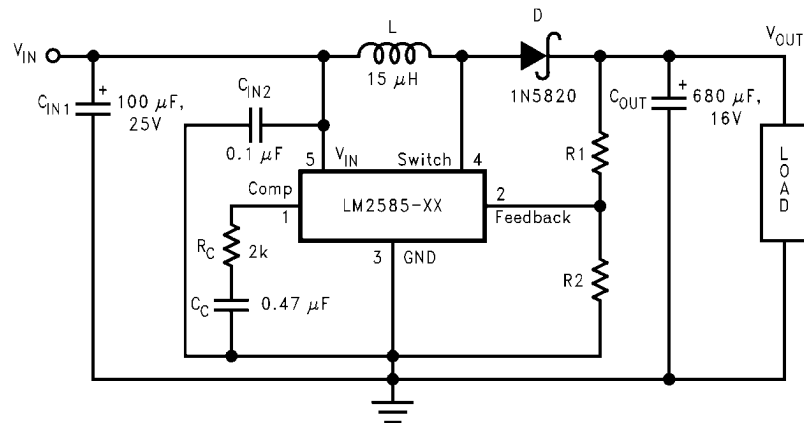 L
D
V_IN
V_OUT
15 μH
1N5820
C_IN1
+
100 μF,
25V
C_IN2
0.1 μF
C_OUT
+
680 μF,
16V
5
V_IN
Switch
4
R1
LOAD
Comp
1
LM2585-XX
2
Feedback
R_C
2k
3
GND
R2
C_C
0.47 μF